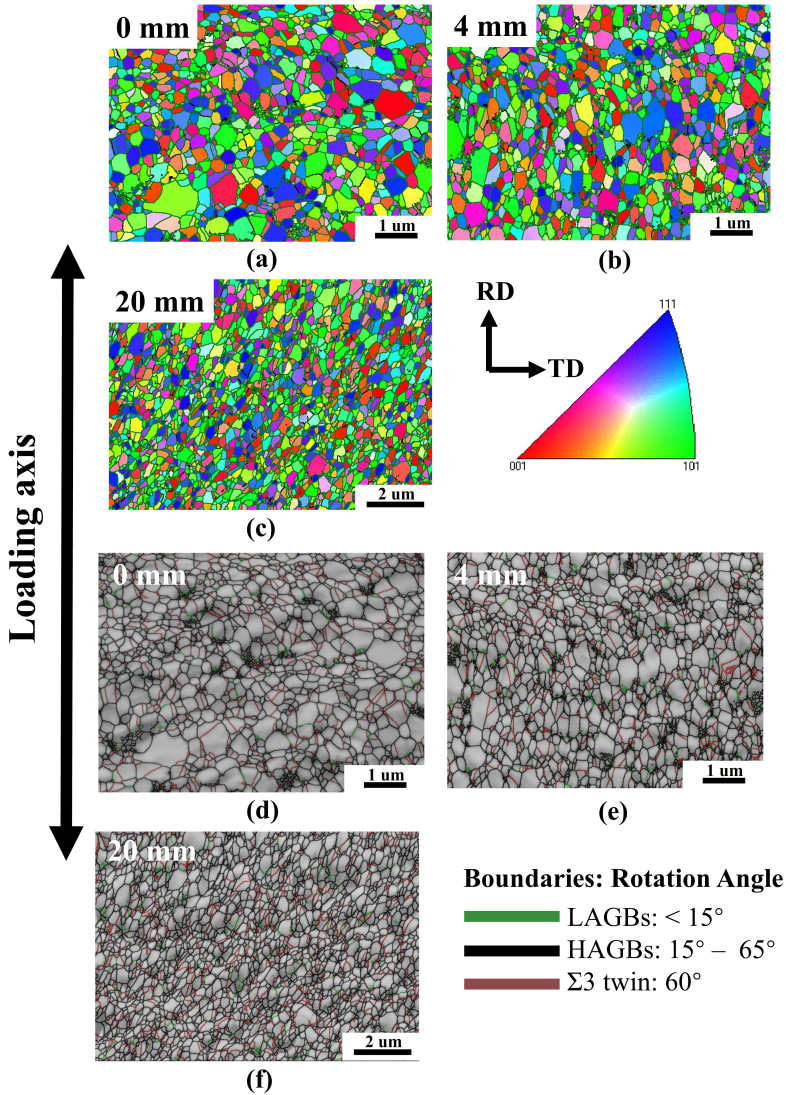 0 mm
4 mm
1 um
1 um
(a)
(b)
20 mm
RD
TD
111
001
101
2 um
(c)
Loading axis
0 mm
4 mm
1 um
1 um
(d)
(e)
20 mm
Boundaries: Rotation Angle
LAGBs: < 15°
HAGBs: 15° – 65°
Σ3 twin: 60°
2 um
(f)